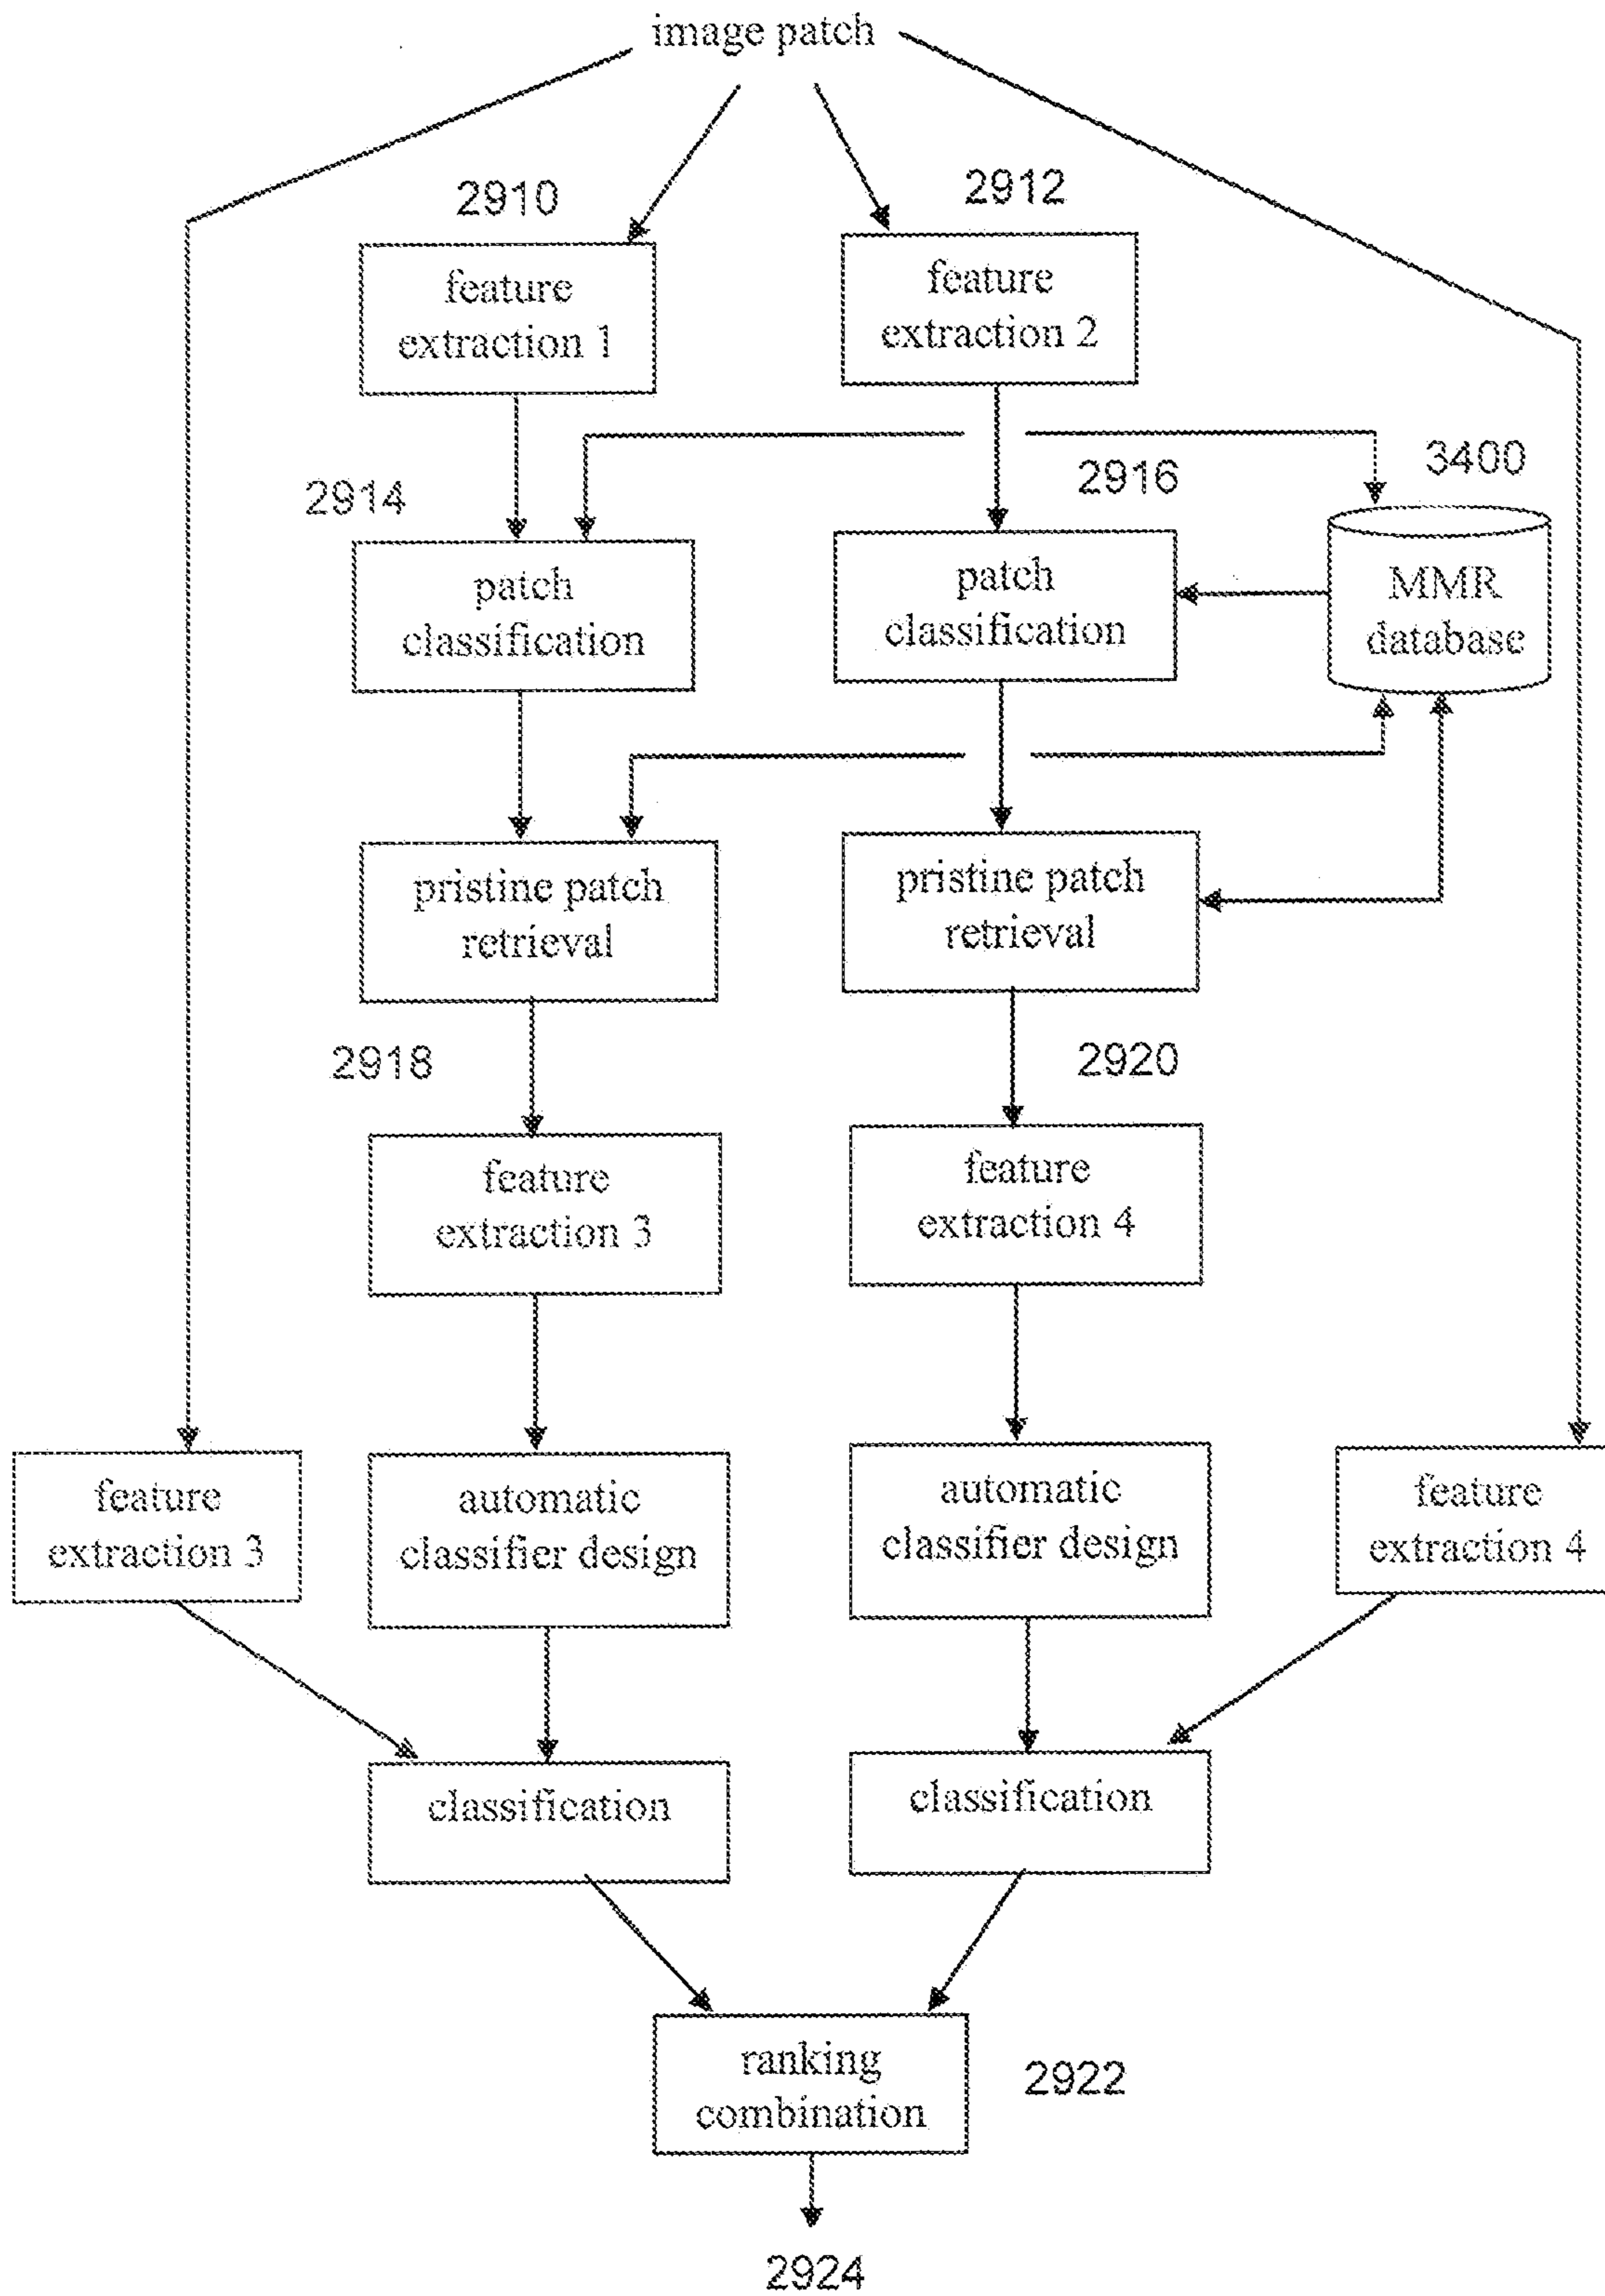 image patch
2910
2912
feature
extraction 1
feature
extraction 2
2914
2916
3400
patch
classification
patch
classification
MMR
database
pristine patch
retrieval
pristine patch
retrieval
2918
2920
feature
extraction 3
feature
extraction 4
feature
extraction 3
automatic
classifier design
automatic
classifier design
feature
extraction 4
classification
classification
ranking
combination
2922
2924